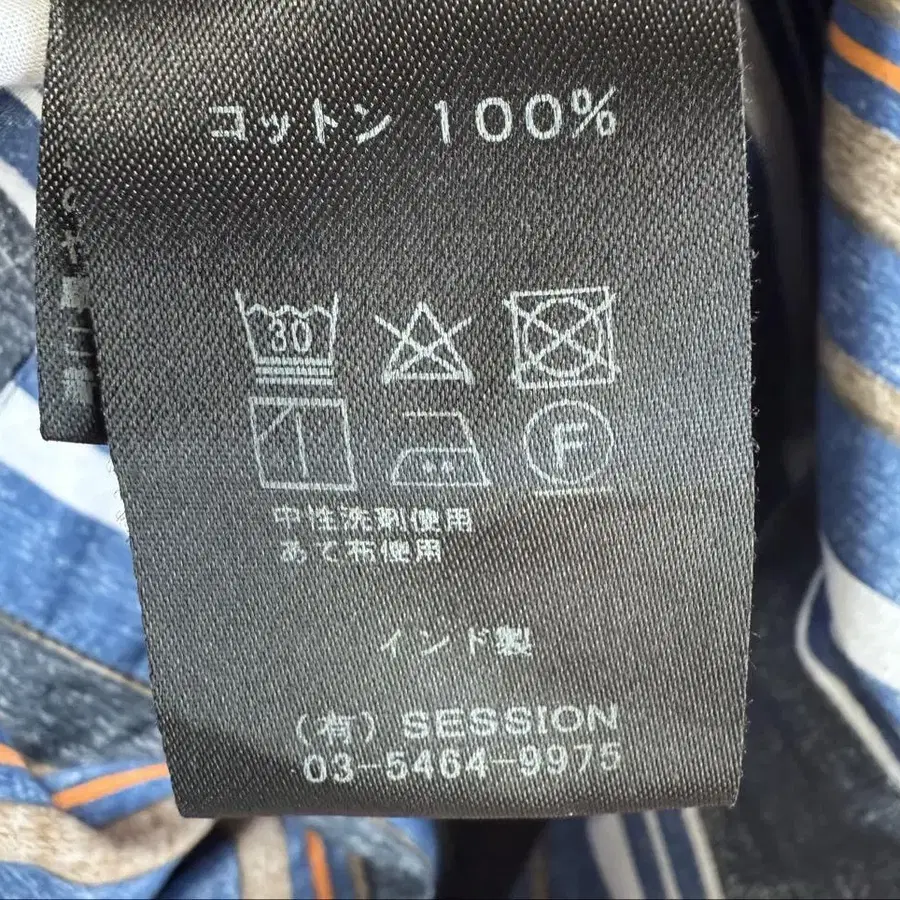 コットン 100%
30
F
中性洗剤使用
あて布使用
インド製
(有) SESSION
03-5464-9975